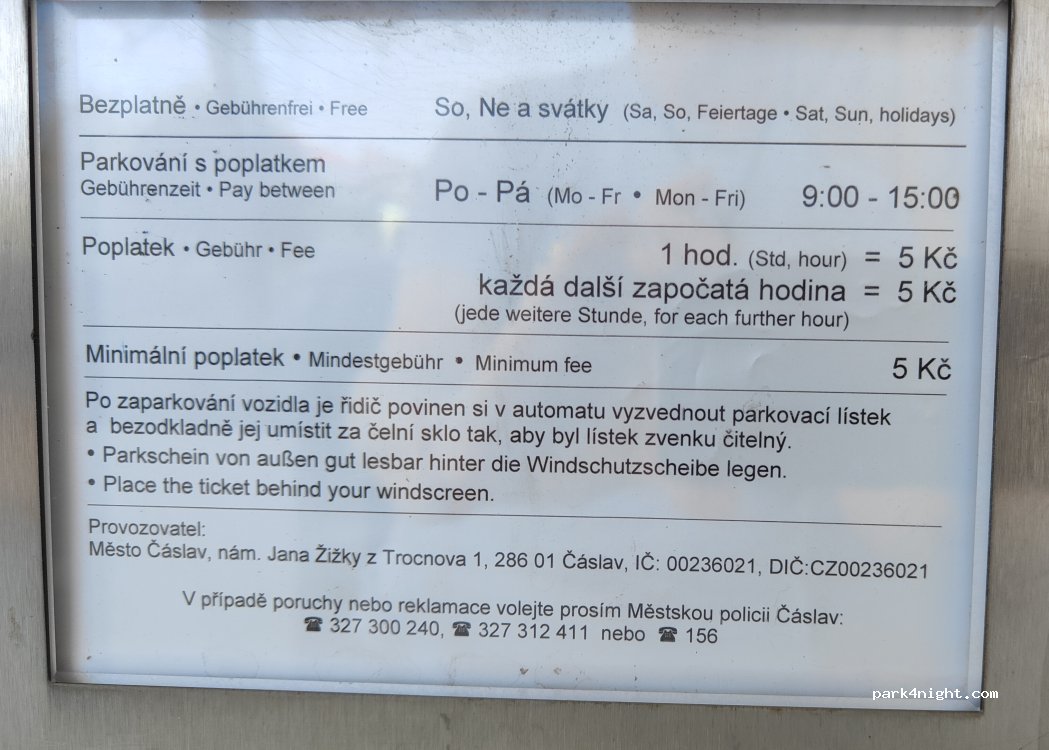 Bezplatně • Gebührenfrei • Free So, Ne a svátky (Sa, So, Feiertage • Sat, Sun, holidays)
Parkování s poplatkem
Gebührenzeit • Pay between Po - Pá (Mo - Fr • Mon - Fri) 9:00 - 15:00
Poplatek • Gebühr • Fee 1 hod. (Std, hour) = 5 Kč
každá další započatá hodina = 5 Kč
(jede weitere Stunde, for each further hour)
Minimální poplatek • Mindestgebühr • Minimum fee 5 Kč
Po zaparkování vozidla je řidič povinen si v automatu vyzvednout parkovací lístek
a bezodkladně jej umístit za čelní sklo tak, aby byl lístek zvenku čitelný.
• Parkschein von außen gut lesbar hinter die Windschutzscheibe legen.
• Place the ticket behind your windscreen.
Provozovatel:
Město Čáslav, nám. Jana Žižky z Trocnova 1, 286 01 Čáslav, IČ: 00236021, DIČ:CZ00236021
V případě poruchy nebo reklamace volejte prosím Městskou policii Čáslav:
☎ 327 300 240, ☎ 327 312 411 nebo ☎ 156
park4night.com